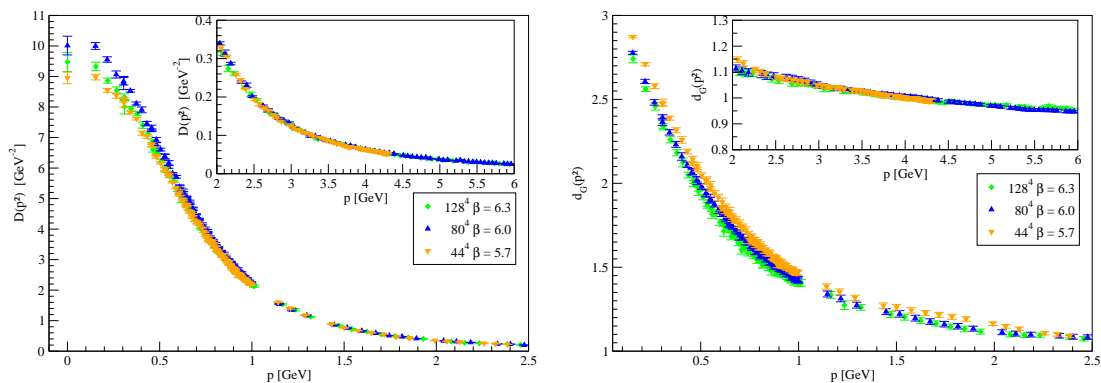 11
10
9
8
7
6
5
4
3
2
1
0
D(p²) [GeV⁻²]
0 0.5 1 1.5 2 2.5
p [GeV]
0.4
0.3
0.2
0.1
0
D(p²) [GeV⁻²]
2 2.5 3 3.5 4 4.5 5 5.5 6
p [GeV]
128⁴ β = 6.3
80⁴ β = 6.0
44⁴ β = 5.7
3
2.5
2
1.5
1
d_G(p²)
0.5 1 1.5 2 2.5
p [GeV]
1.3
1.2
1.1
1
0.9
0.8
d_G(p²)
2 2.5 3 3.5 4 4.5 5 5.5 6
p [GeV]
128⁴ β = 6.3
80⁴ β = 6.0
44⁴ β = 5.7